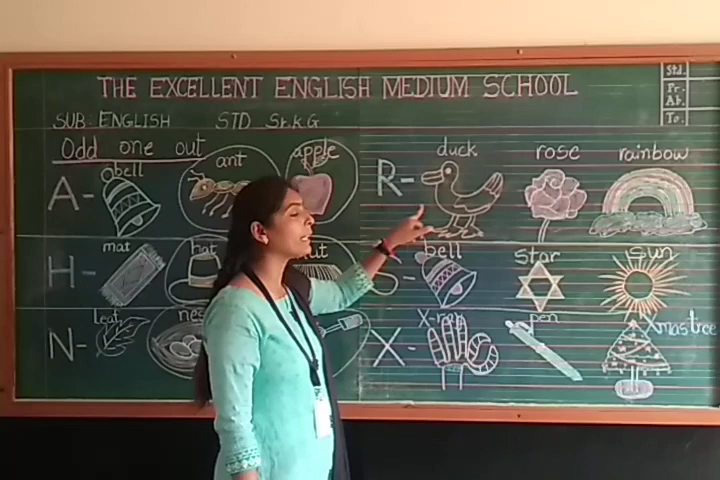 THE EXCELLENT ENGLISH MEDIUM SCHOOL
Std.
Pr.
Ab.
To.
SUB: ENGLISH STD Sr.K.G
Odd one out
A- bell ant apple
R- duck rose rainbow
H- mat hat
bell star sun
N- leaf
X- X-ray pen Xmas tree